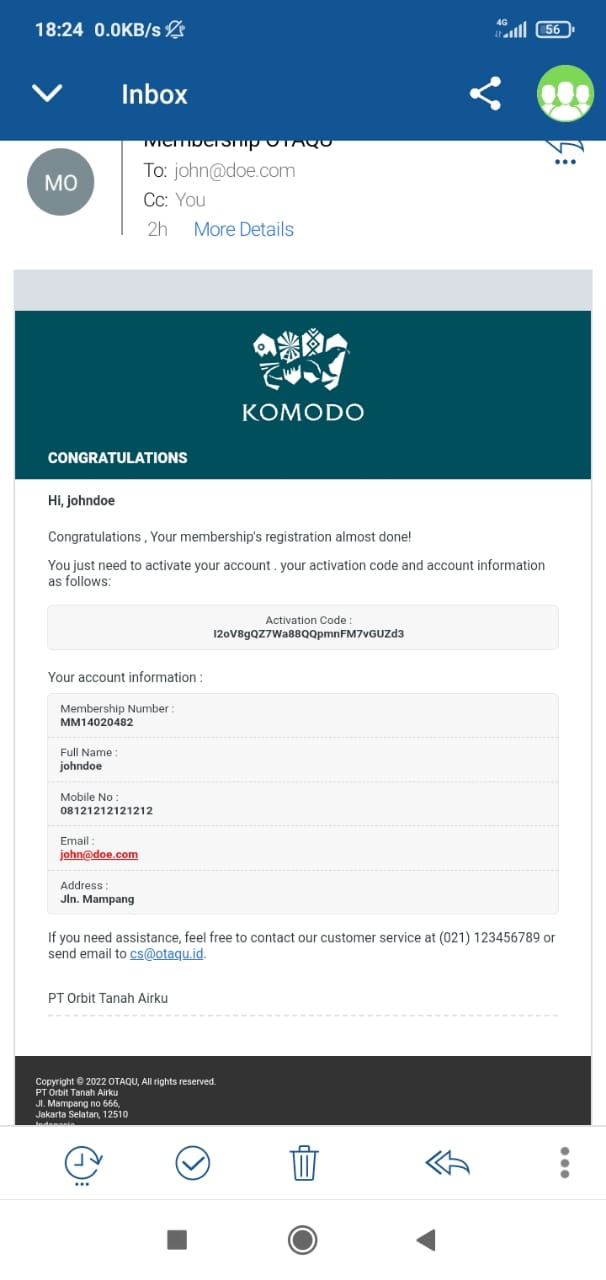 18:24 0.0KB/s 4G 56
Inbox
Membership OTAQU
MO
To: john@doe.com
Cc: You
2h More Details
KOMODO
CONGRATULATIONS
Hi, johndoe
Congratulations , Your membership's registration almost done!
You just need to activate your account . your activation code and account information
as follows:
Activation Code :
I2oV8gQZ7Wa88QQpmnFM7vGUZd3
Your account information :
Membership Number :
MM14020482
Full Name :
johndoe
Mobile No :
08121212121212
Email :
john@doe.com
Address :
Jln. Mampang
If you need assistance, feel free to contact our customer service at (021) 123456789 or
send email to cs@otaqu.id.
PT Orbit Tanah Airku
Copyright © 2022 OTAQU, All rights reserved.
PT Orbit Tanah Airku
Jl. Mampang no 666,
Jakarta Selatan, 12510
Indonesia